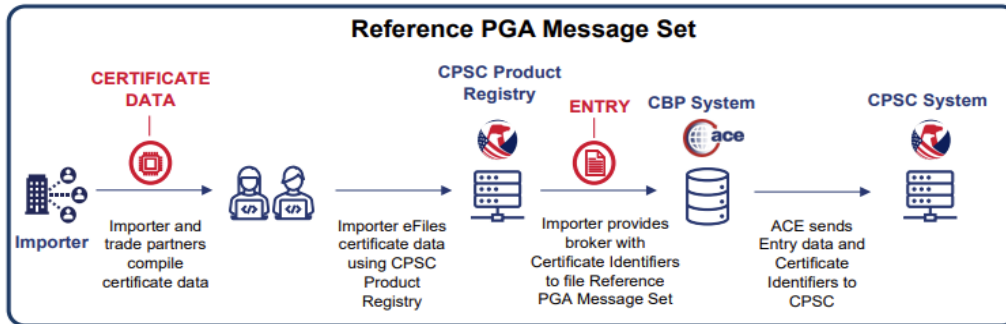 Reference PGA Message Set
CERTIFICATE
DATA
CPSC Product
Registry
ENTRY
CBP System
ace
CPSC System
Importer
Importer and
trade partners
compile
certificate data
Importer eFiles
certificate data
using CPSC
Product
Registry
Importer provides
broker with
Certificate Identifiers
to file Reference
PGA Message Set
ACE sends
Entry data and
Certificate
Identifiers to
CPSC